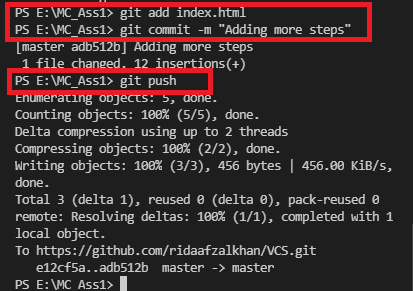 PS E:\MC_Ass1> git add index.html
PS E:\MC_Ass1> git commit -m "Adding more steps"
[master adb512b] Adding more steps
1 file changed, 12 insertions(+)
PS E:\MC_Ass1> git push
Enumerating objects: 5, done.
Counting objects: 100% (5/5), done.
Delta compression using up to 2 threads
Compressing objects: 100% (2/2), done.
Writing objects: 100% (3/3), 456 bytes | 456.00 KiB/s,
done.
Total 3 (delta 1), reused 0 (delta 0), pack-reused 0
remote: Resolving deltas: 100% (1/1), completed with 1
local object.
To https://github.com/ridaafzalkhan/VCS.git
e12cf5a..adb512b master -> master
PS E:\MC_Ass1>